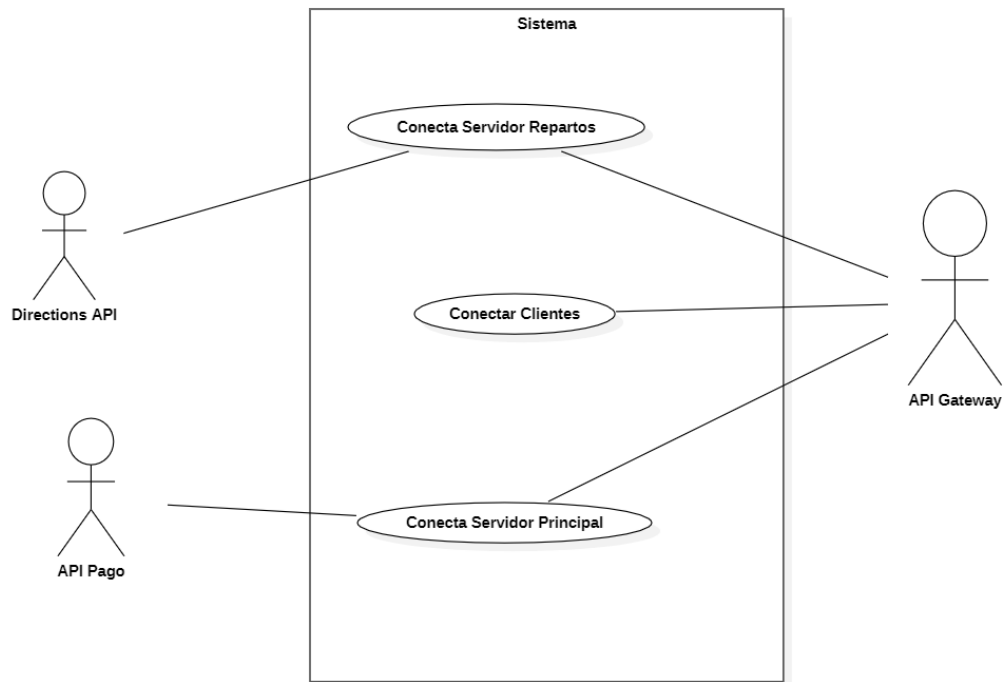 Sistema
Conecta Servidor Repartos
Directions API
Conectar Clientes
API Gateway
Conecta Servidor Principal
API Pago